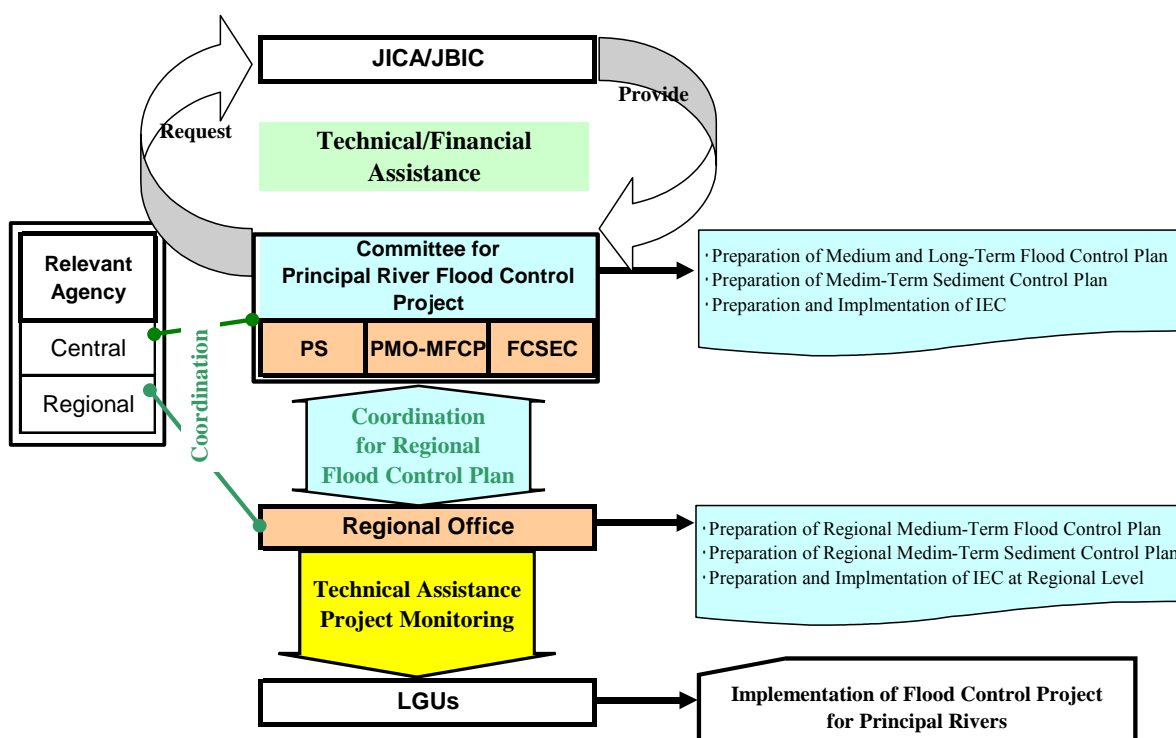 JICA/JBIC
Request
Provide
Technical/Financial
Assistance
Relevant
Agency
Central
Regional
Coordination
Committee for
Principal River Flood Control
Project
PS
PMO-MFCP
FCSEC
·Preparation of Medium and Long-Term Flood Control Plan
·Preparation of Medim-Term Sediment Control Plan
·Preparation and Implmentation of IEC
Coordination
for Regional
Flood Control Plan
Regional Office
·Preparation of Regional Medium-Term Flood Control Plan
·Preparation of Regional Medim-Term Sediment Control Plan
·Preparation and Implmentation of IEC at Regional Level
Technical Assistance
Project Monitoring
LGUs
Implementation of Flood Control Project
for Principal Rivers